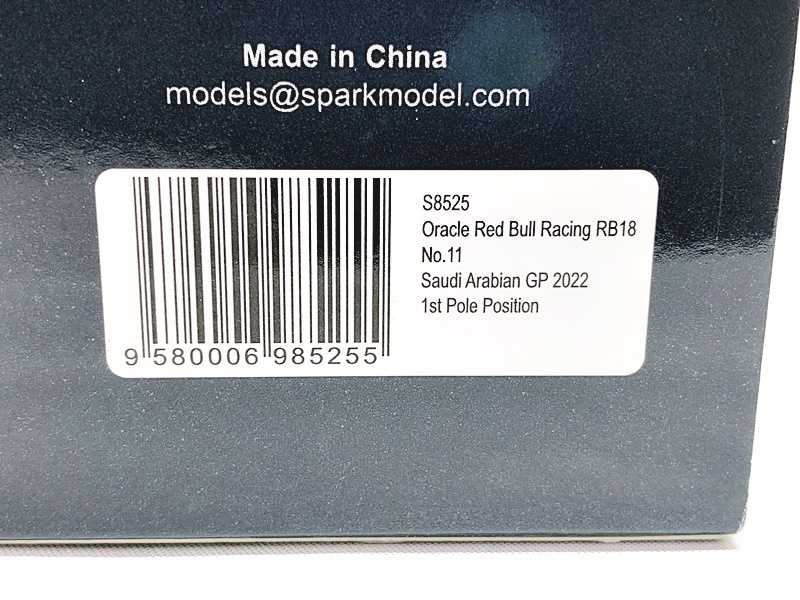 Made in China
models@sparkmodel.com
S8525
Oracle Red Bull Racing RB18
No.11
Saudi Arabian GP 2022
1st Pole Position
9 580006 985255